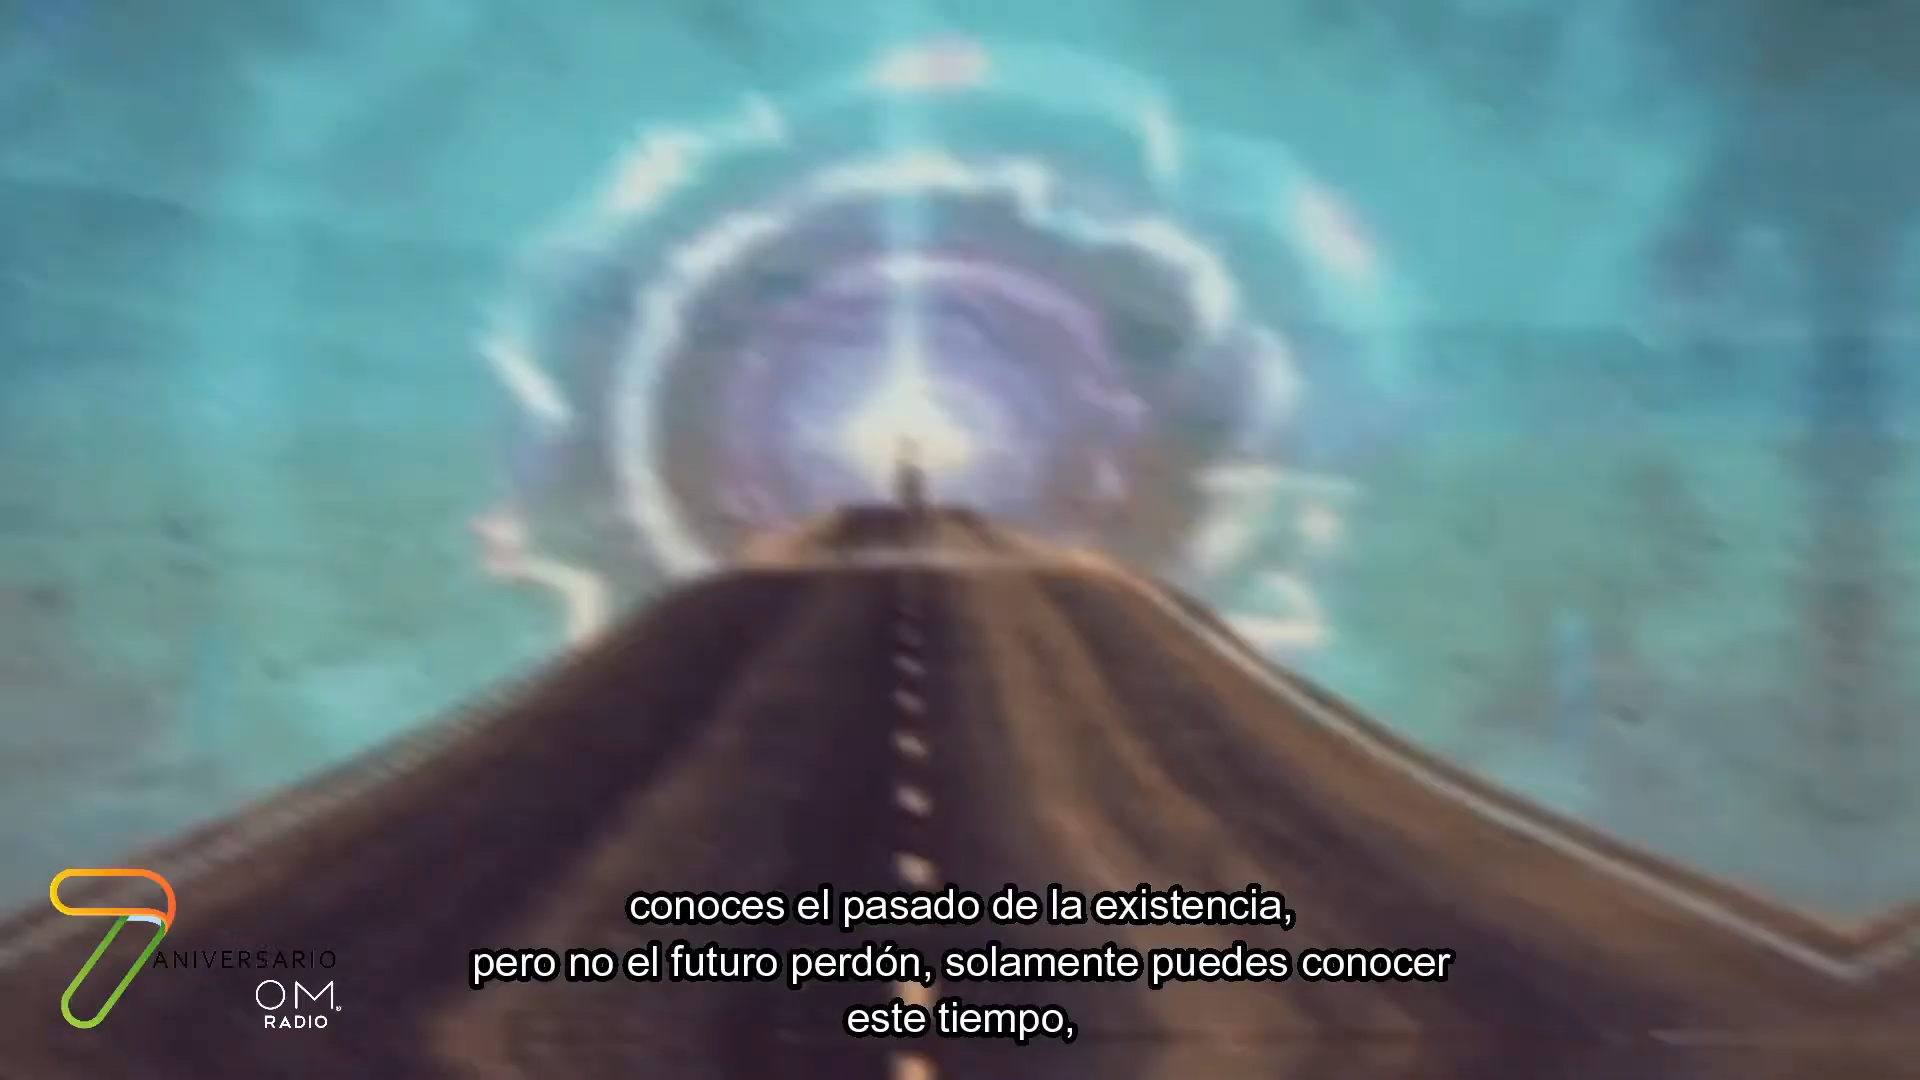 conoces el pasado de la existencia,
pero no el futuro perdón, solamente puedes conocer
este tiempo,
7
ANIVERSARIO
OM
RADIO